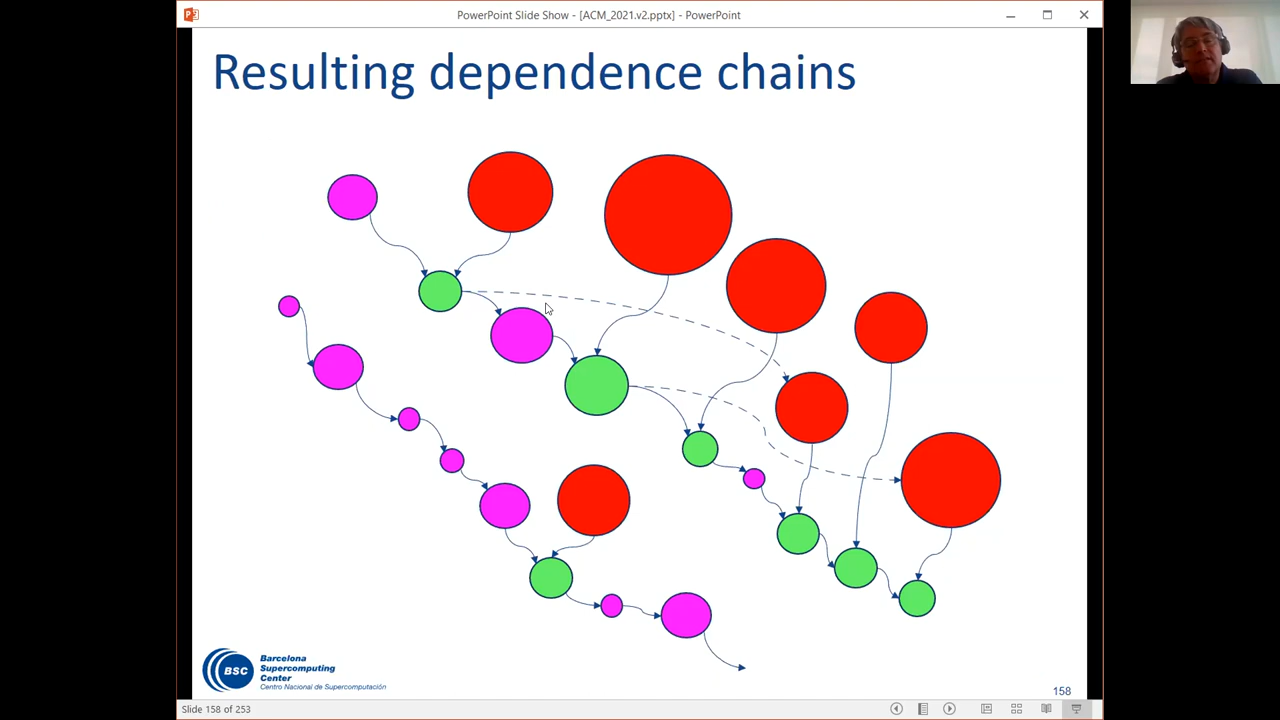 PowerPoint Slide Show - [ACM_2021.v2.pptx] - PowerPoint
Resulting dependence chains
BSC
Barcelona
Supercomputing
Center
Centro Nacional de Supercomputación
158
Slide 158 of 253